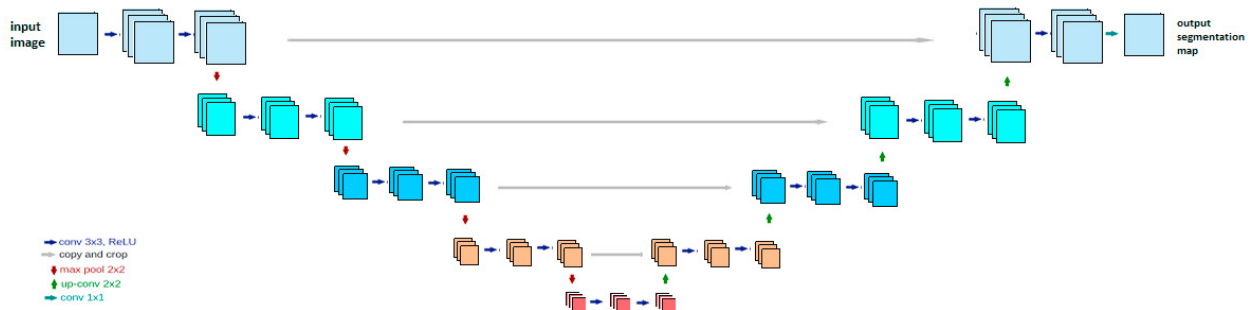 input
image
output
segmentation
map
conv 3x3, ReLU
copy and crop
max pool 2x2
up-conv 2x2
conv 1x1